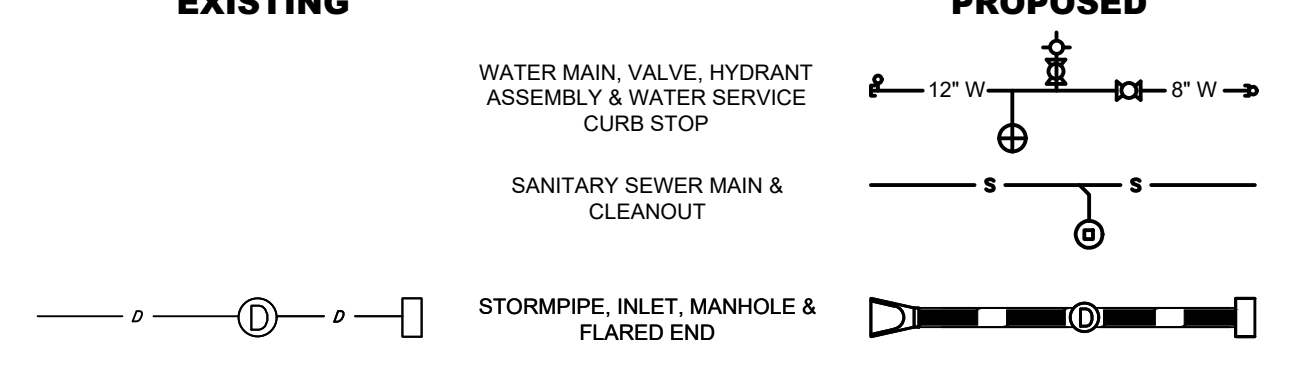 EXISTING
PROPOSED
WATER MAIN, VALVE, HYDRANT
ASSEMBLY & WATER SERVICE
CURB STOP
12" W
8" W
SANITARY SEWER MAIN &
CLEANOUT
S
S
D
D
D
STORMPIPE, INLET, MANHOLE &
FLARED END
D